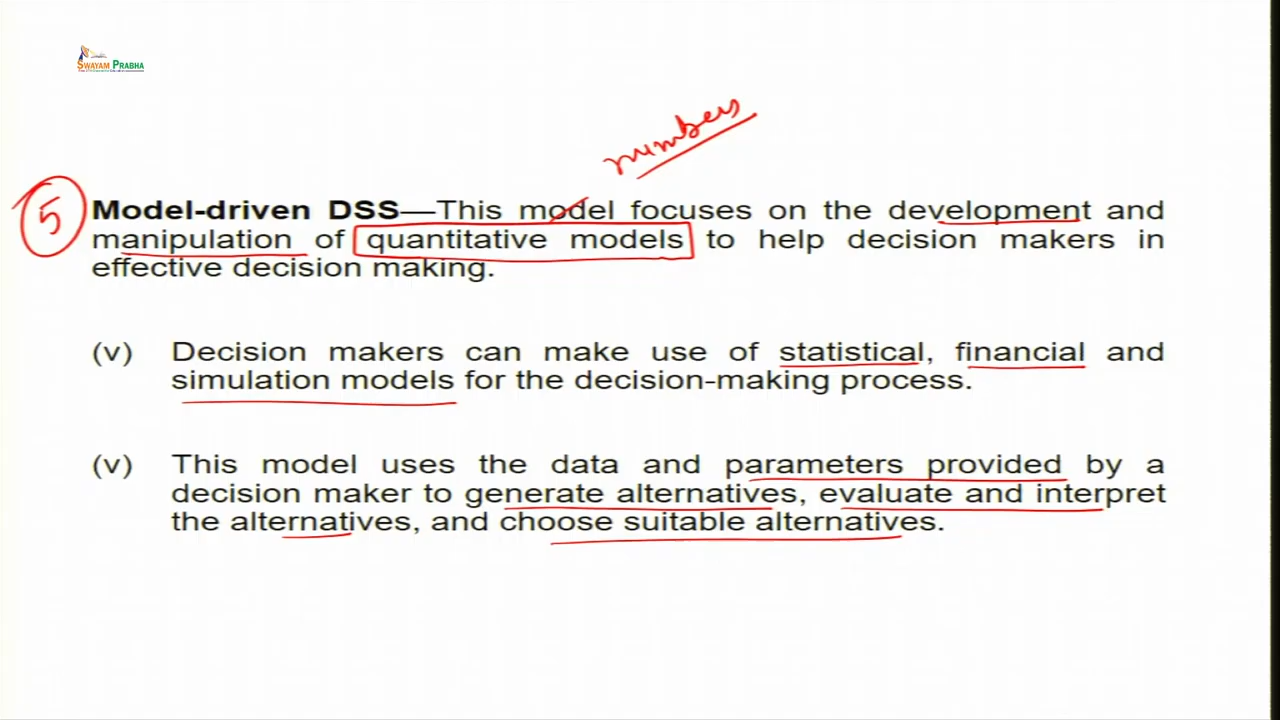 SWAYAM PRABHA
numbers
5
Model-driven DSS—This model focuses on the development and
manipulation of quantitative models to help decision makers in
effective decision making.
(v) Decision makers can make use of statistical, financial and
simulation models for the decision-making process.
(v) This model uses the data and parameters provided by a
decision maker to generate alternatives, evaluate and interpret
the alternatives, and choose suitable alternatives.